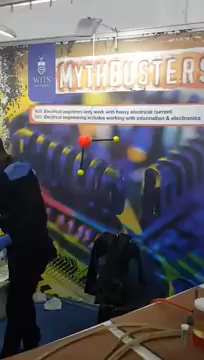 WITS
MYTHBUSTERS
Myth: Electrical engineers only work with heavy electrical current
Fact: Electrical engineering includes working with information & electronics